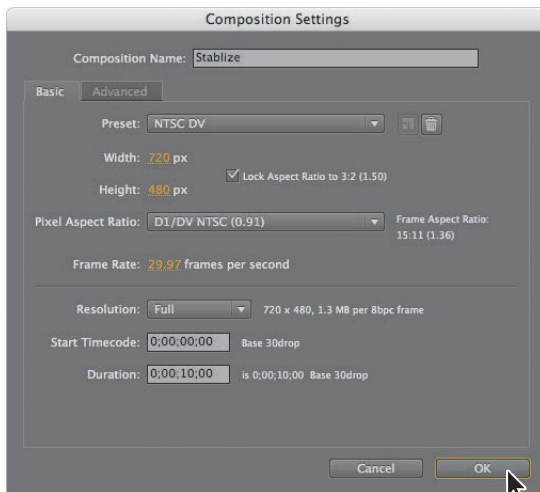 Composition Settings
Composition Name: Stablize
Basic Advanced
Preset: NTSC DV
Width: 720 px
Lock Aspect Ratio to 3:2 (1.50)
Height: 480 px
Pixel Aspect Ratio: D1/DV NTSC (0.91) Frame Aspect Ratio:
15:11 (1.36)
Frame Rate: 29.97 frames per second
Resolution: Full 720 x 480, 1.3 MB per 8bpc frame
Start Timecode: 0;00;00;00 Base 30drop
Duration: 0;00;10;00 is 0;00;10;00 Base 30drop
Cancel OK